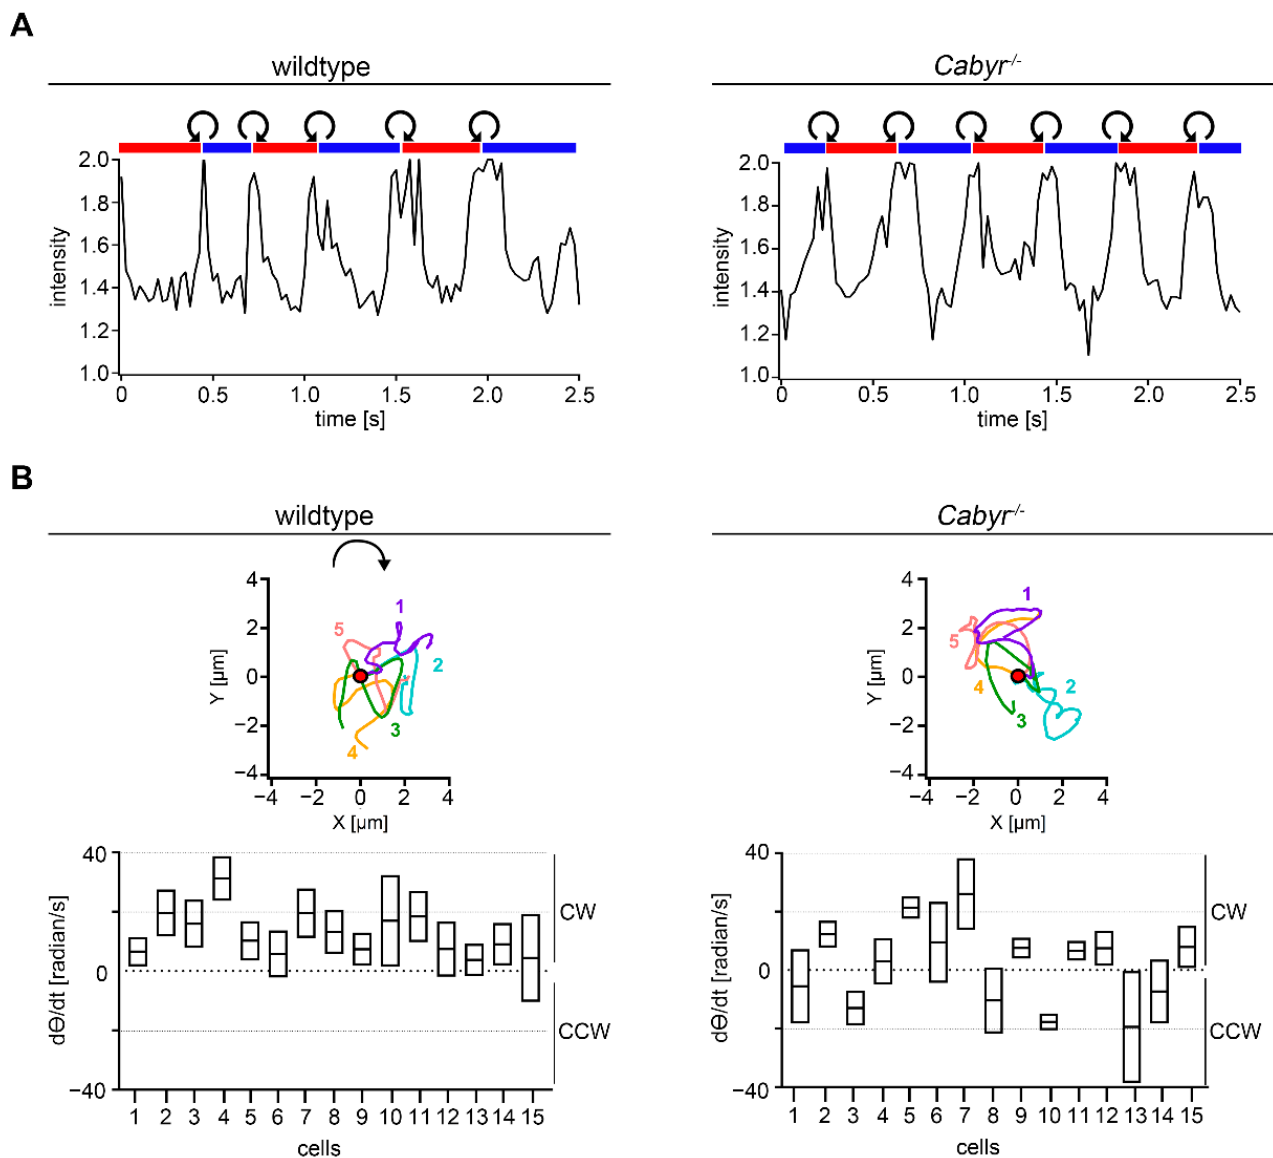 A
wildtype
Cabyr-/-
2.0
1.8
1.6
1.4
1.2
1.0
intensity
0 0.5 1.0 1.5 2.0 2.5
time [s]
2.0
1.8
1.6
1.4
1.2
1.0
intensity
0 0.5 1.0 1.5 2.0 2.5
time [s]
B
wildtype
Cabyr-/-
4
2
0
−2
−4
Y [µm]
1
5
2
3
4
−4 −2 0 2 4
X [µm]
4
2
0
−2
−4
Y [µm]
1
5
4
2
3
−4 −2 0 2 4
X [µm]
40
20
0
−20
−40
dΘ/dt [radian/s]
CW
CCW
1 2 3 4 5 6 7 8 9 10 11 12 13 14 15
cells
40
20
0
−20
−40
dΘ/dt [radian/s]
CW
CCW
1 2 3 4 5 6 7 8 9 10 11 12 13 14 15
cells